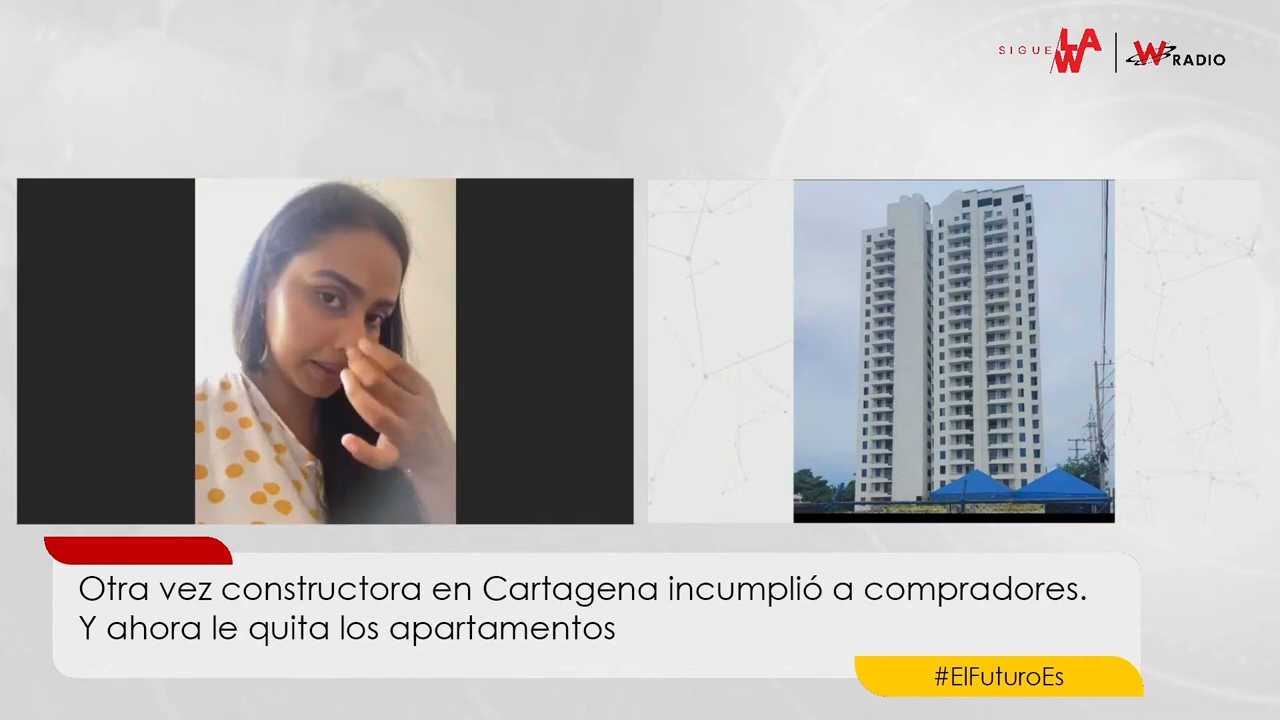 SIGUE LA W
W RADIO
Otra vez constructora en Cartagena incumplió a compradores.
Y ahora le quita los apartamentos
#ElFuturoEs